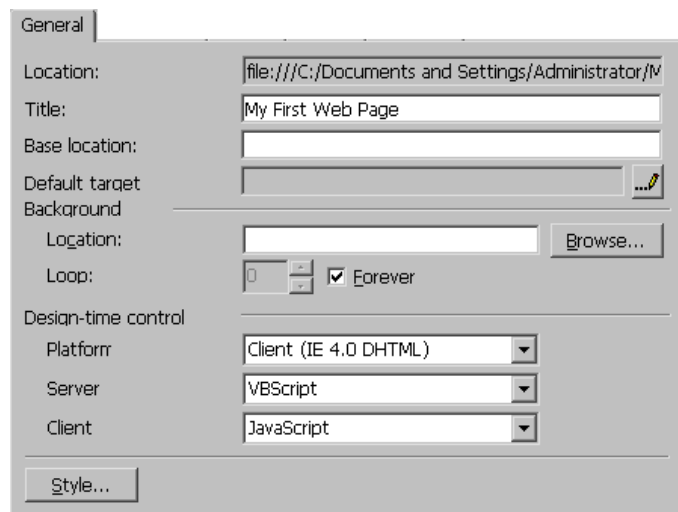 General
Location: file:///C:/Documents and Settings/Administrator/M
Title: My First Web Page
Base location:
Default target ...
Background
Location: Browse...
Loop: 0 Forever
Design-time control
Platform Client (IE 4.0 DHTML)
Server VBScript
Client JavaScript
Style...